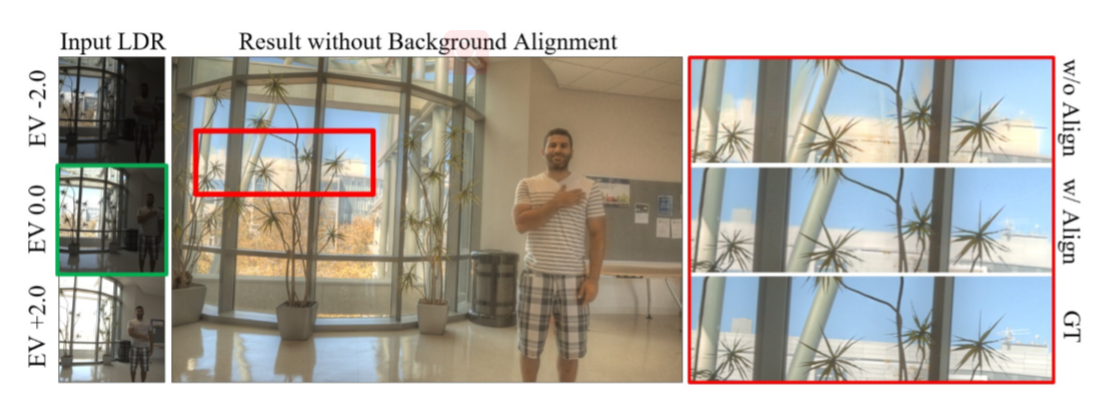 Input LDR
Result without Background Alignment
EV -2.0
EV 0.0
EV +2.0
w/o Align
w/ Align
GT